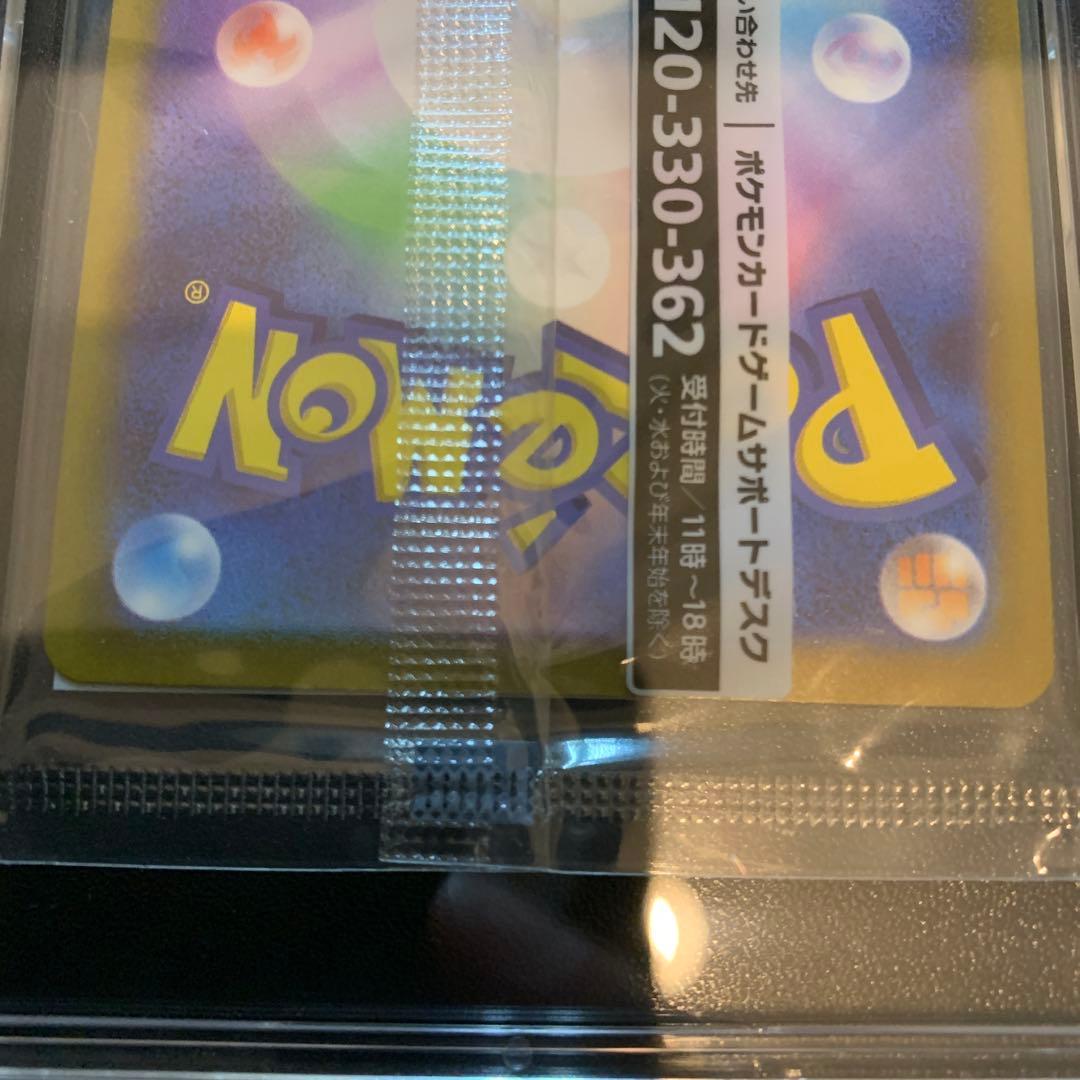 い合わせ先 | ポケモンカードゲームサポートデスク
120-330-362 受付時間/11時~18時
(火・水および年末年始を除く)
Pokémon
®